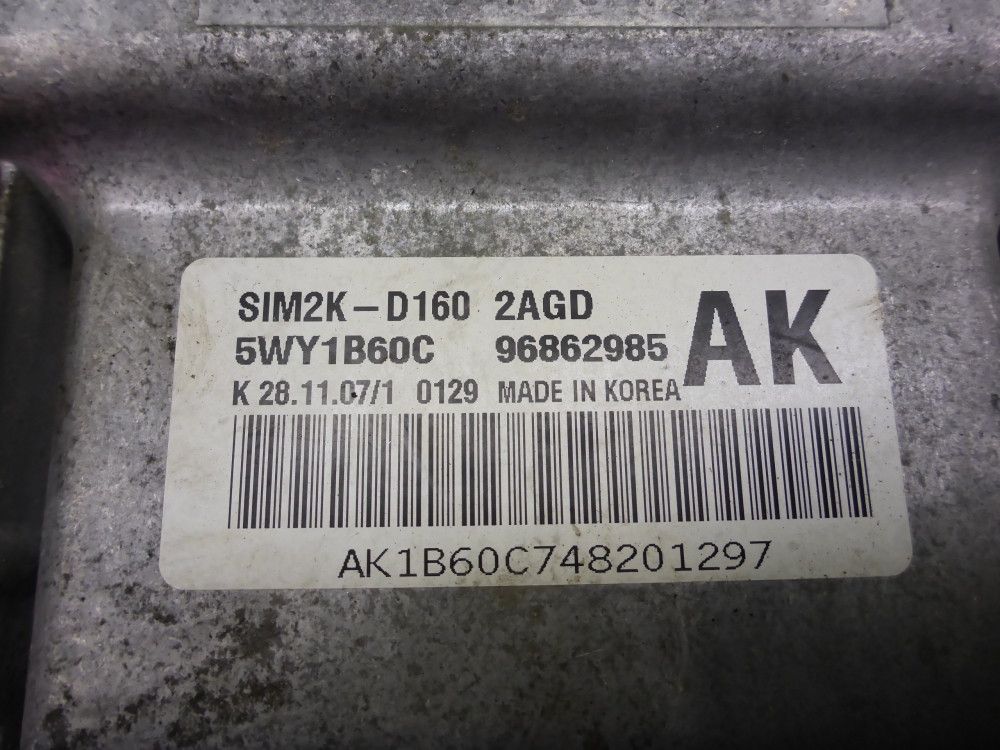 SIM2K-D160 2AGD
5WY1B60C 96862985 AK
K 28.11.07/1 0129 MADE IN KOREA
AK1B60C748201297